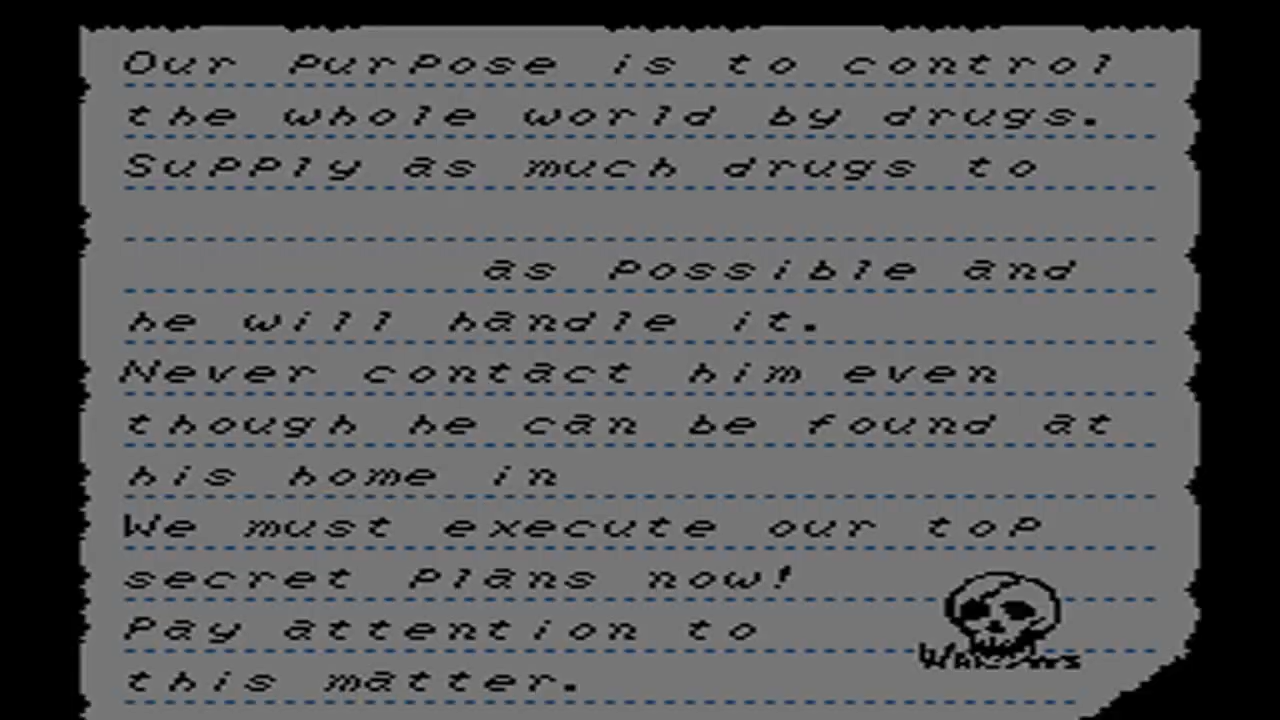 Our purpose is to control
the whole world by drugs.
Supply as much drugs to
as possible and
he will handle it.
Never contact him even
though he can be found at
his home in
We must execute our top
secret plans now!
Pay attention to
this matter.